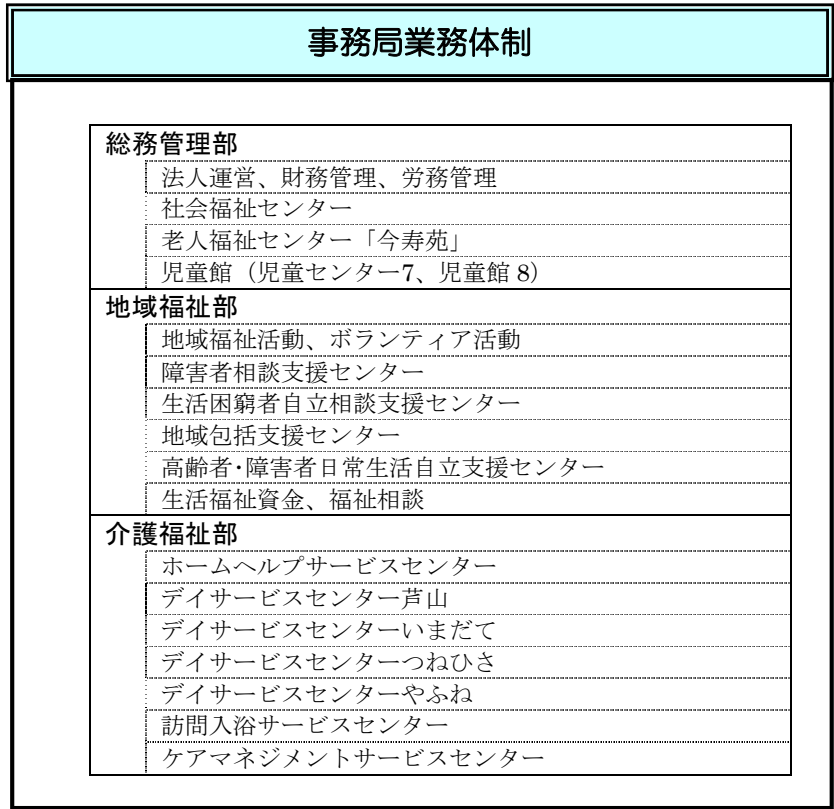 事務局業務体制
総務管理部
法人運営、財務管理、労務管理
社会福祉センター
老人福祉センター「今寿苑」
児童館（児童センター7、児童館 8）
地域福祉部
地域福祉活動、ボランティア活動
障害者相談支援センター
生活困窮者自立相談支援センター
地域包括支援センター
高齢者･障害者日常生活自立支援センター
生活福祉資金、福祉相談
介護福祉部
ホームヘルプサービスセンター
デイサービスセンター芦山
デイサービスセンターいまだて
デイサービスセンターつねひさ
デイサービスセンターやふね
訪問入浴サービスセンター
ケアマネジメントサービスセンター